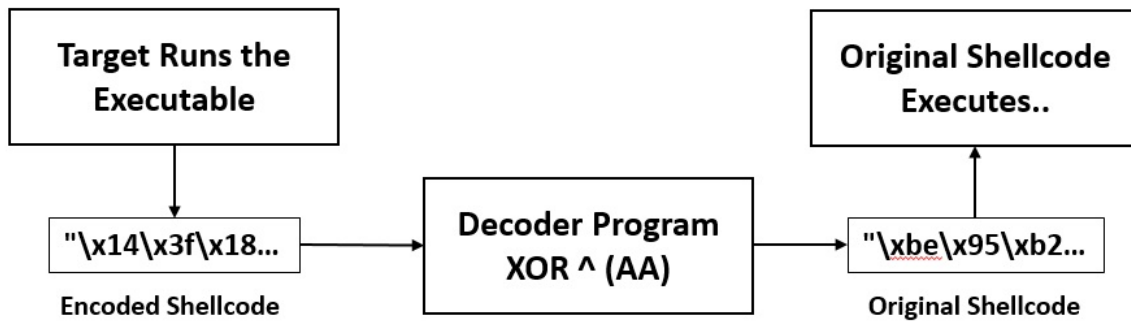 Target Runs the
Executable
"\x14\x3f\x18...
Encoded Shellcode
Decoder Program
XOR ^ (AA)
Original Shellcode
Executes..
"\xbe\x95\xb2...
Original Shellcode